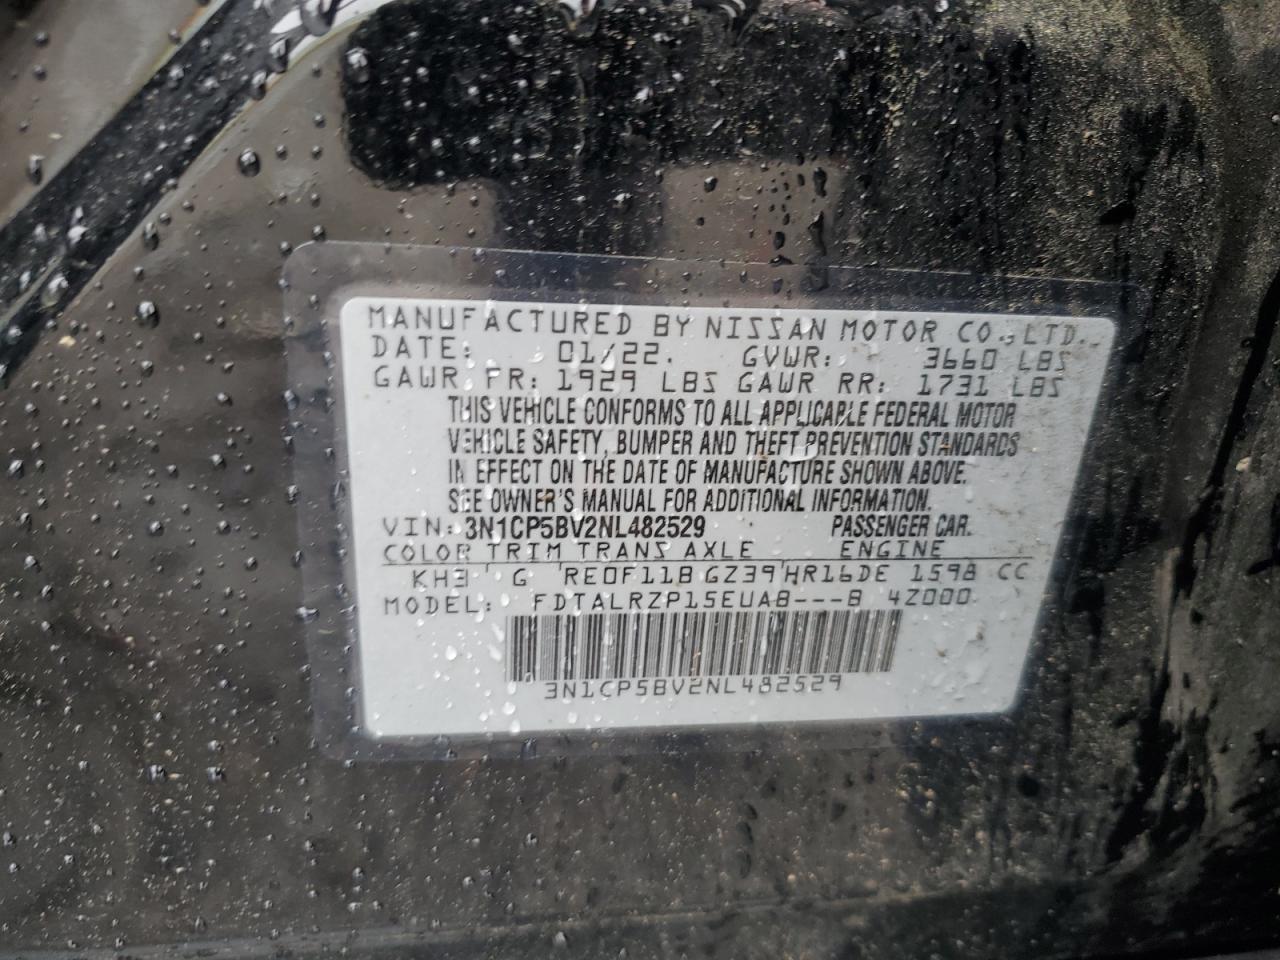 MANUFACTURED BY NISSAN MOTOR CO.,LTD.
DATE: 01/22. GVWR: 3660 LBS
GAWR FR: 1929 LBS GAWR RR: 1731 LBS
THIS VEHICLE CONFORMS TO ALL APPLICABLE FEDERAL MOTOR
VEHICLE SAFETY, BUMPER AND THEFT PREVENTION STANDARDS
IN EFFECT ON THE DATE OF MANUFACTURE SHOWN ABOVE.
SEE OWNER'S MANUAL FOR ADDITIONAL INFORMATION.
VIN: 3N1CP5BV2NL482529 PASSENGER CAR.
COLOR TRIM TRANS AXLE ENGINE
KH3 G RE0F11B GZ39 HR16DE 1598 CC
MODEL: FDTALRZP15EUAB---B 4Z000
3N1CP5BV2NL482529